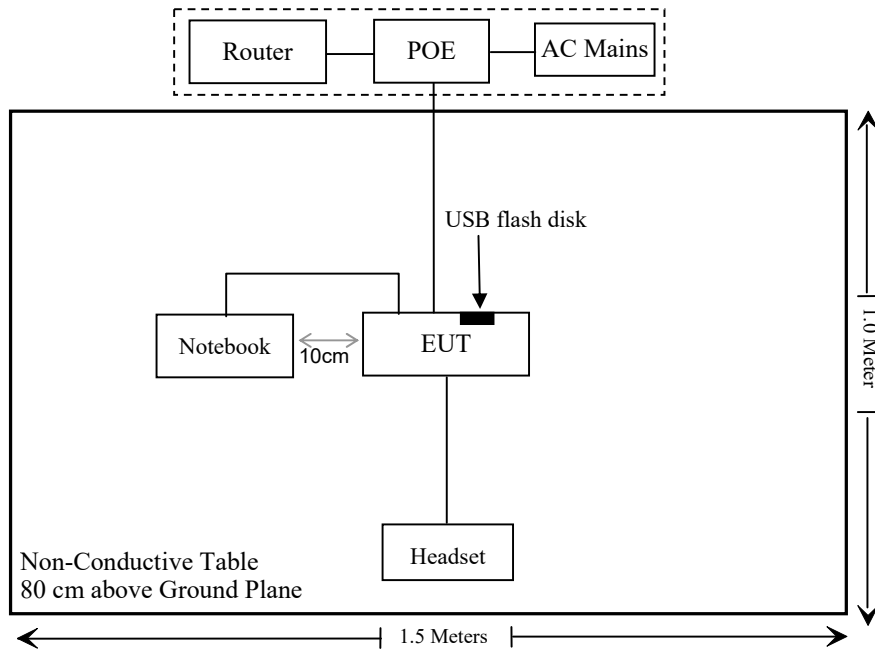 Router
POE
AC Mains
USB flash disk
Notebook
10cm
EUT
1.0 Meter
Headset
Non-Conductive Table
80 cm above Ground Plane
1.5 Meters